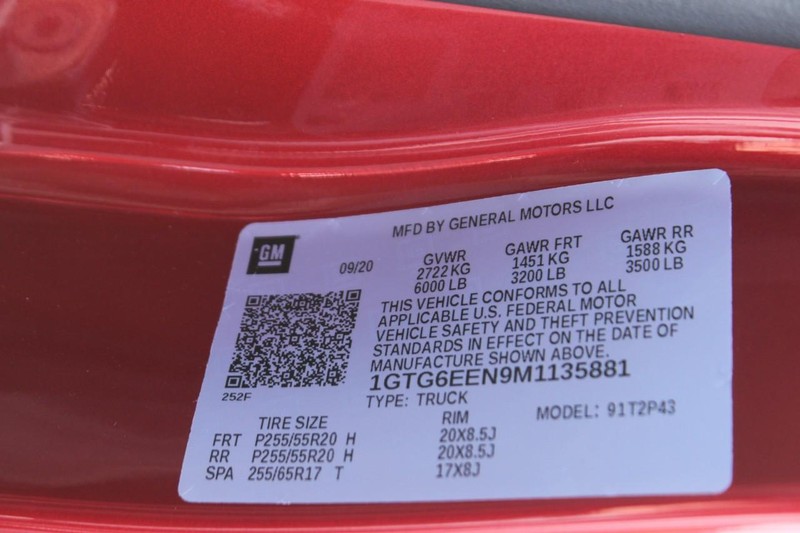 MFD BY GENERAL MOTORS LLC
GM
09/20
GVWR GAWR FRT GAWR RR
2722 KG 1451 KG 1588 KG
6000 LB 3200 LB 3500 LB
THIS VEHICLE CONFORMS TO ALL
APPLICABLE U.S. FEDERAL MOTOR
VEHICLE SAFETY AND THEFT PREVENTION
STANDARDS IN EFFECT ON THE DATE OF
MANUFACTURE SHOWN ABOVE.
1GTG6EEN9M1135881
252F
TYPE: TRUCK
MODEL: 91T2P43
TIRE SIZE RIM
FRT P255/55R20 H 20X8.5J
RR P255/55R20 H 20X8.5J
SPA 255/65R17 T 17X8J